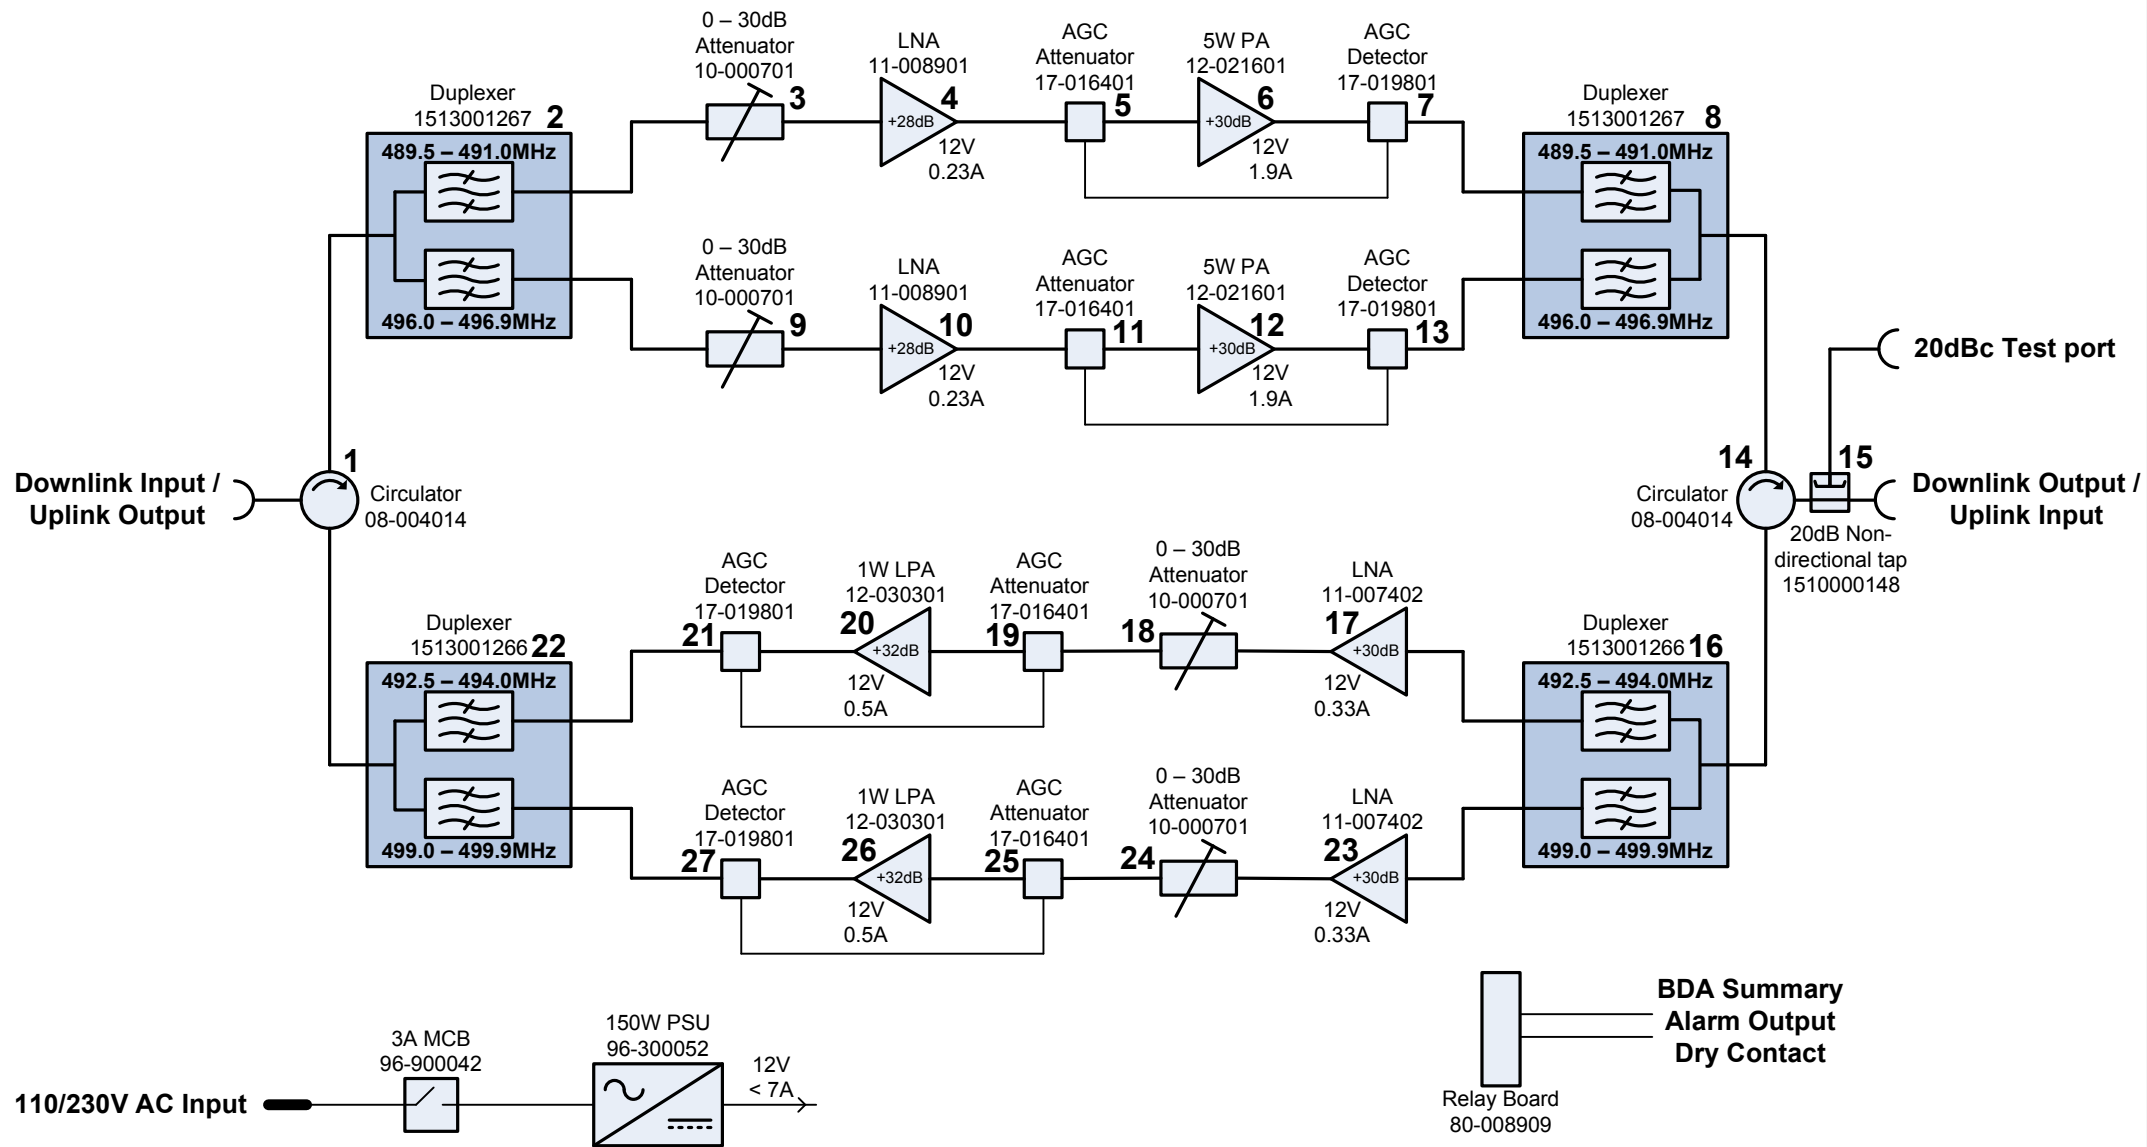 0 – 30dB
Attenuator
10-000701
3
LNA
11-008901
4
+28dB
12V
0.23A
AGC
Attenuator
17-016401
5
5W PA
12-021601
6
+30dB
12V
1.9A
AGC
Detector
17-019801
7
Duplexer
1513001267
2
489.5 – 491.0MHz
496.0 – 496.9MHz
Duplexer
1513001267
8
489.5 – 491.0MHz
496.0 – 496.9MHz
0 – 30dB
Attenuator
10-000701
9
LNA
11-008901
10
+28dB
12V
0.23A
AGC
Attenuator
17-016401
11
5W PA
12-021601
12
+30dB
12V
1.9A
AGC
Detector
17-019801
13
20dBc Test port
Downlink Input /
Uplink Output
1
Circulator
08-004014
14
Circulator
08-004014
15
20dB Non-
directional tap
1510000148
Downlink Output /
Uplink Input
AGC
Detector
17-019801
21
1W LPA
12-030301
20
+32dB
12V
0.5A
AGC
Attenuator
17-016401
19
0 – 30dB
Attenuator
10-000701
18
LNA
11-007402
17
+30dB
12V
0.33A
Duplexer
1513001266
22
492.5 – 494.0MHz
499.0 – 499.9MHz
Duplexer
1513001266
16
492.5 – 494.0MHz
499.0 – 499.9MHz
AGC
Detector
17-019801
27
1W LPA
12-030301
26
+32dB
12V
0.5A
AGC
Attenuator
17-016401
25
0 – 30dB
Attenuator
10-000701
24
LNA
11-007402
23
+30dB
12V
0.33A
110/230V AC Input
3A MCB
96-900042
150W PSU
96-300052
12V
< 7A
BDA Summary
Alarm Output
Dry Contact
Relay Board
80-008909